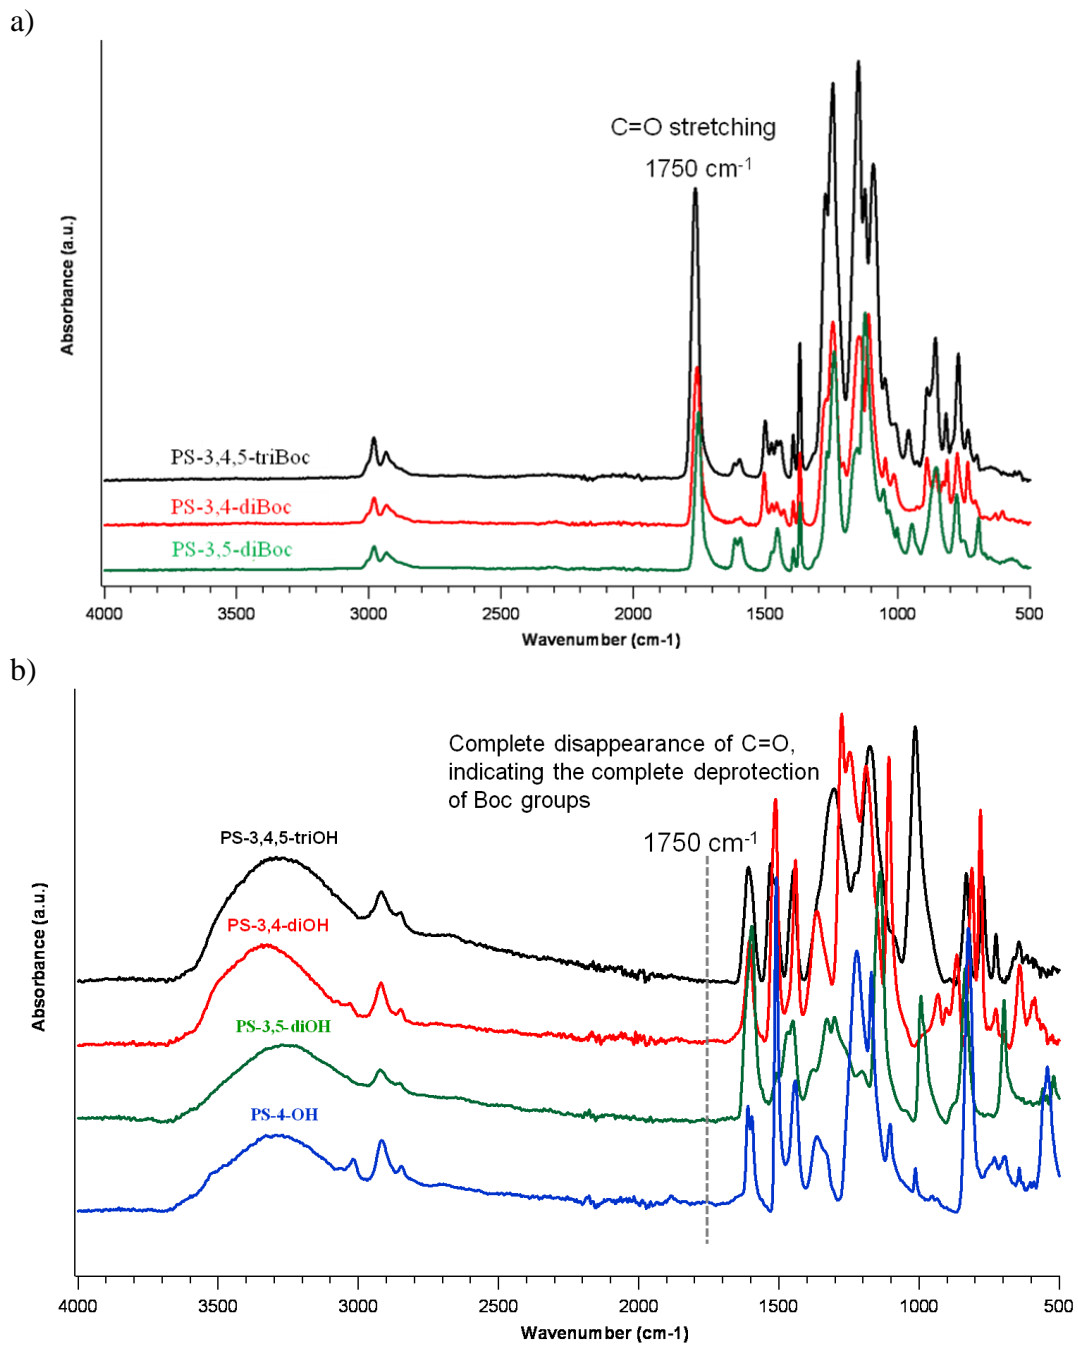 a)
C=O stretching
1750 cm-1
Absorbance (a.u.)
PS-3,4,5-triBoc
PS-3,4-diBoc
PS-3,5-diBoc
4000 3500 3000 2500 2000 1500 1000 500
Wavenumber (cm-1)
b)
Complete disappearance of C=O,
indicating the complete deprotection
of Boc groups
1750 cm-1
Absorbance (a.u.)
PS-3,4,5-triOH
PS-3,4-diOH
PS-3,5-diOH
PS-4-OH
4000 3500 3000 2500 2000 1500 1000 500
Wavenumber (cm-1)